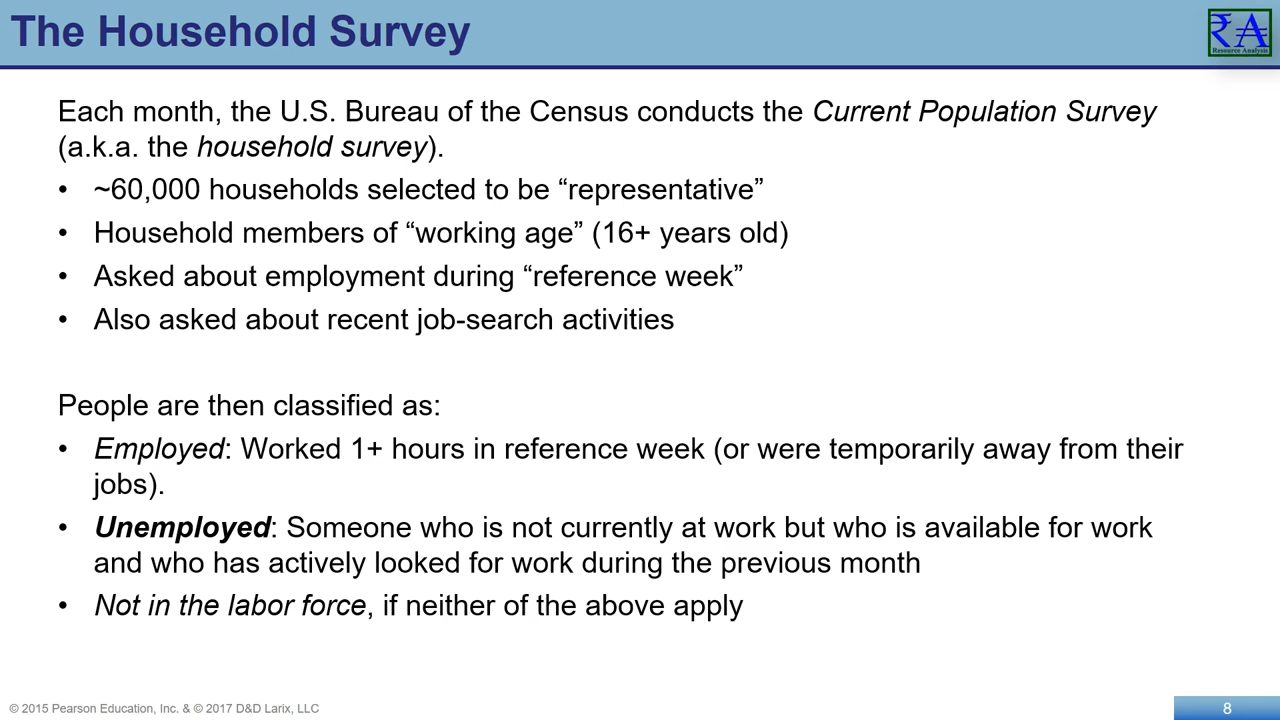 The Household Survey
₹A
Resource Analysis
Each month, the U.S. Bureau of the Census conducts the Current Population Survey
(a.k.a. the household survey).
• ~60,000 households selected to be “representative”
• Household members of “working age” (16+ years old)
• Asked about employment during “reference week”
• Also asked about recent job-search activities
People are then classified as:
• Employed: Worked 1+ hours in reference week (or were temporarily away from their
jobs).
• Unemployed: Someone who is not currently at work but who is available for work
and who has actively looked for work during the previous month
• Not in the labor force, if neither of the above apply
© 2015 Pearson Education, Inc. & © 2017 D&D Larix, LLC
8